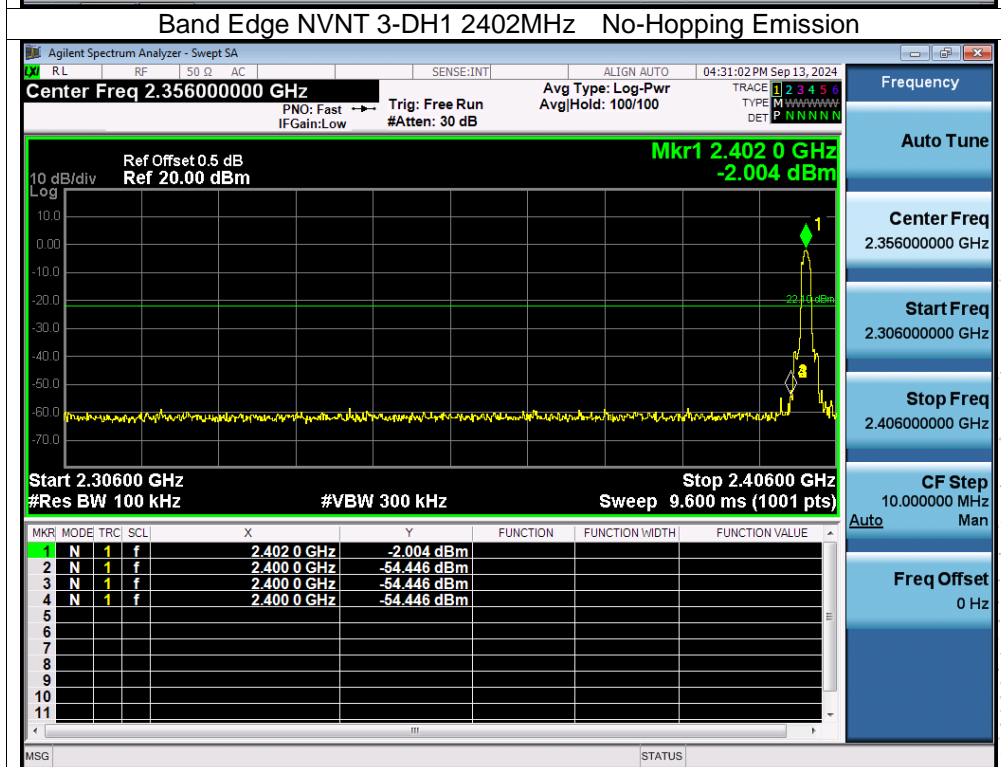 Band Edge NVNT 3-DH1 2402MHz No-Hopping Emission
Agilent Spectrum Analyzer - Swept SA
LXI RL RF 50 Ω AC SENSE:INT ALIGN AUTO 04:31:02 PM Sep 13, 2024
Center Freq 2.356000000 GHz
PNO: Fast
IFGain:Low
Trig: Free Run
#Atten: 30 dB
Avg Type: Log-Pwr
Avg|Hold: 100/100
TRACE 1 2 3 4 5 6
TYPE M WWWWW
DET P N N N N N
Frequency
Auto Tune
Center Freq
2.356000000 GHz
Start Freq
2.306000000 GHz
Stop Freq
2.406000000 GHz
CF Step
10.000000 MHz
Auto Man
Freq Offset
0 Hz
Mkr1 2.402 0 GHz
-2.004 dBm
Ref Offset 0.5 dB
10 dB/div Ref 20.00 dBm
Log
10.0
0.00
-10.0
-20.0
-30.0
-40.0
-50.0
-60.0
-70.0
1
-22.10 dBm
Start 2.30600 GHz Stop 2.40600 GHz
#Res BW 100 kHz #VBW 300 kHz Sweep 9.600 ms (1001 pts)
MKR MODE TRC SCL X Y FUNCTION FUNCTION WIDTH FUNCTION VALUE
1 N 1 f 2.402 0 GHz -2.004 dBm
2 N 1 f 2.400 0 GHz -54.446 dBm
3 N 1 f 2.400 0 GHz -54.446 dBm
4 N 1 f 2.400 0 GHz -54.446 dBm
5
6
7
8
9
10
11
MSG STATUS